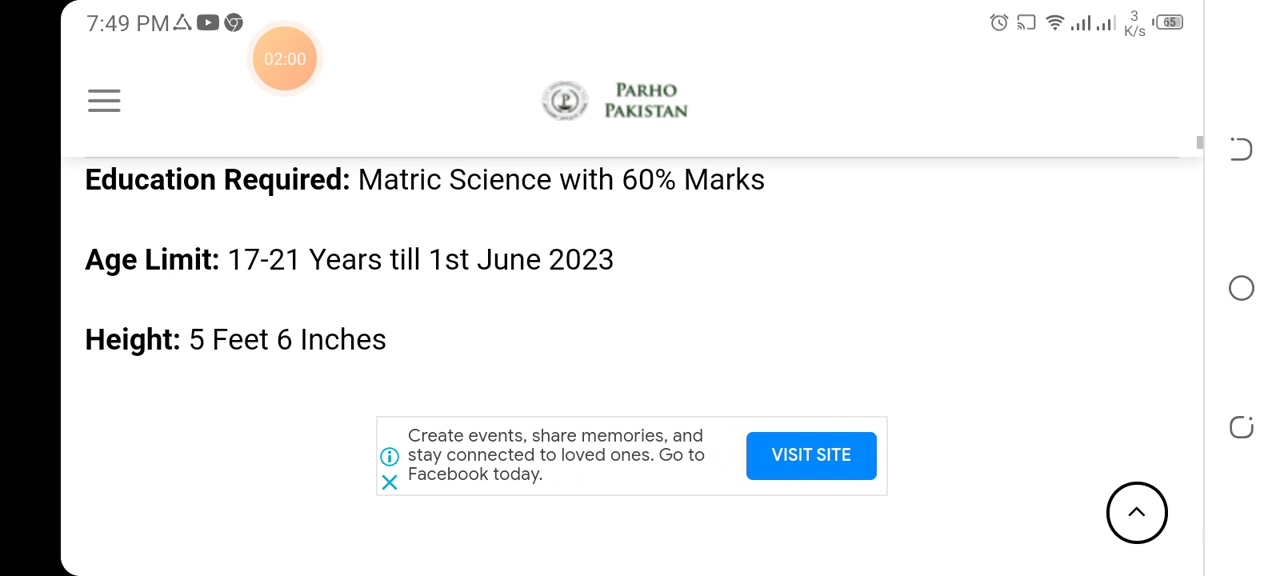 7:49 PM
3
K/s
65
02:00
PARHO
PAKISTAN
Education Required: Matric Science with 60% Marks
Age Limit: 17-21 Years till 1st June 2023
Height: 5 Feet 6 Inches
Create events, share memories, and
stay connected to loved ones. Go to
Facebook today.
VISIT SITE